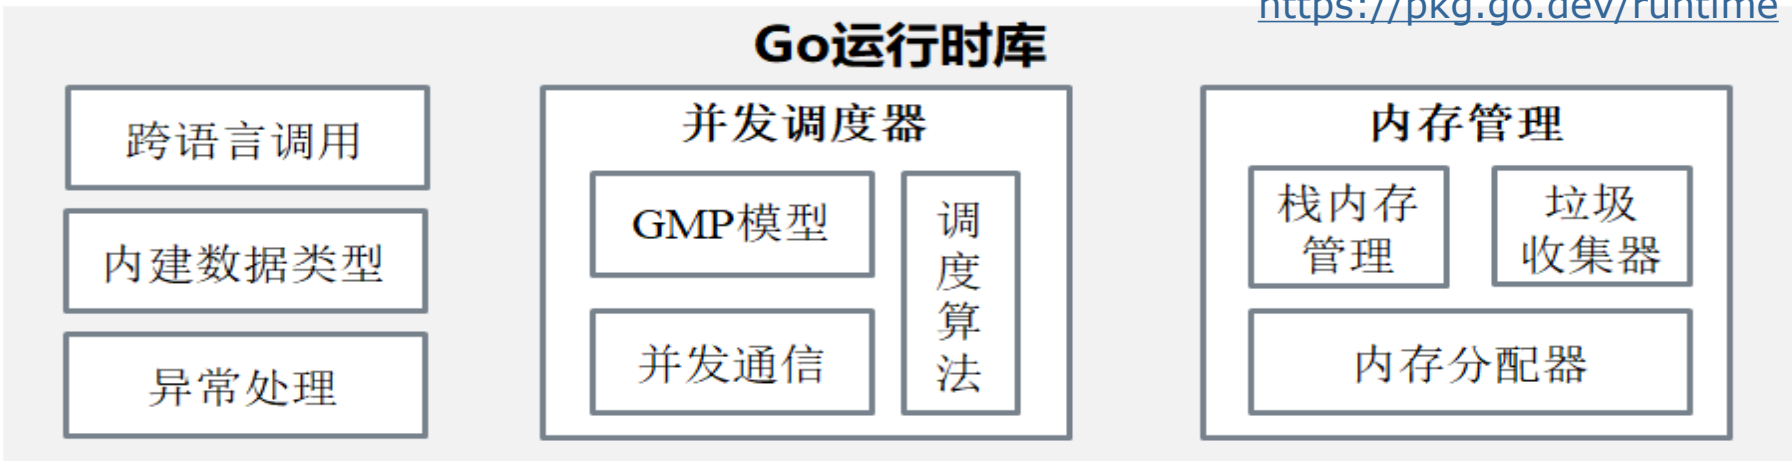 https://pkg.go.dev/runtime
Go运行时库
跨语言调用
内建数据类型
异常处理
并发调度器
GMP模型
并发通信
调
度
算
法
内存管理
栈内存
管理
垃圾
收集器
内存分配器